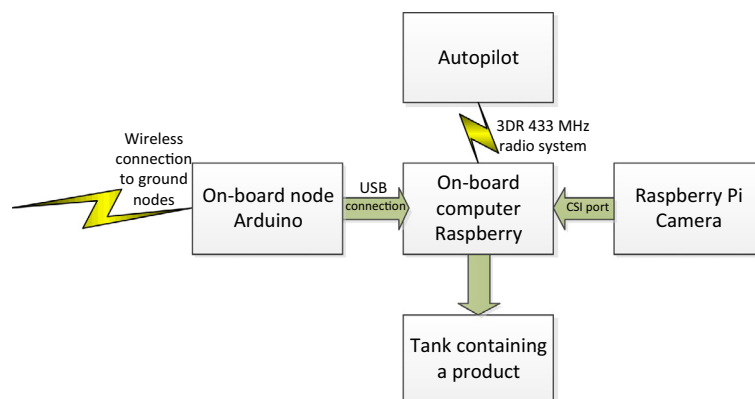 Autopilot
3DR 433 MHz
radio system
Wireless
connection
to ground
nodes
On-board node
Arduino
USB
connection
On-board
computer
Raspberry
CSI port
Raspberry Pi
Camera
Tank containing
a product